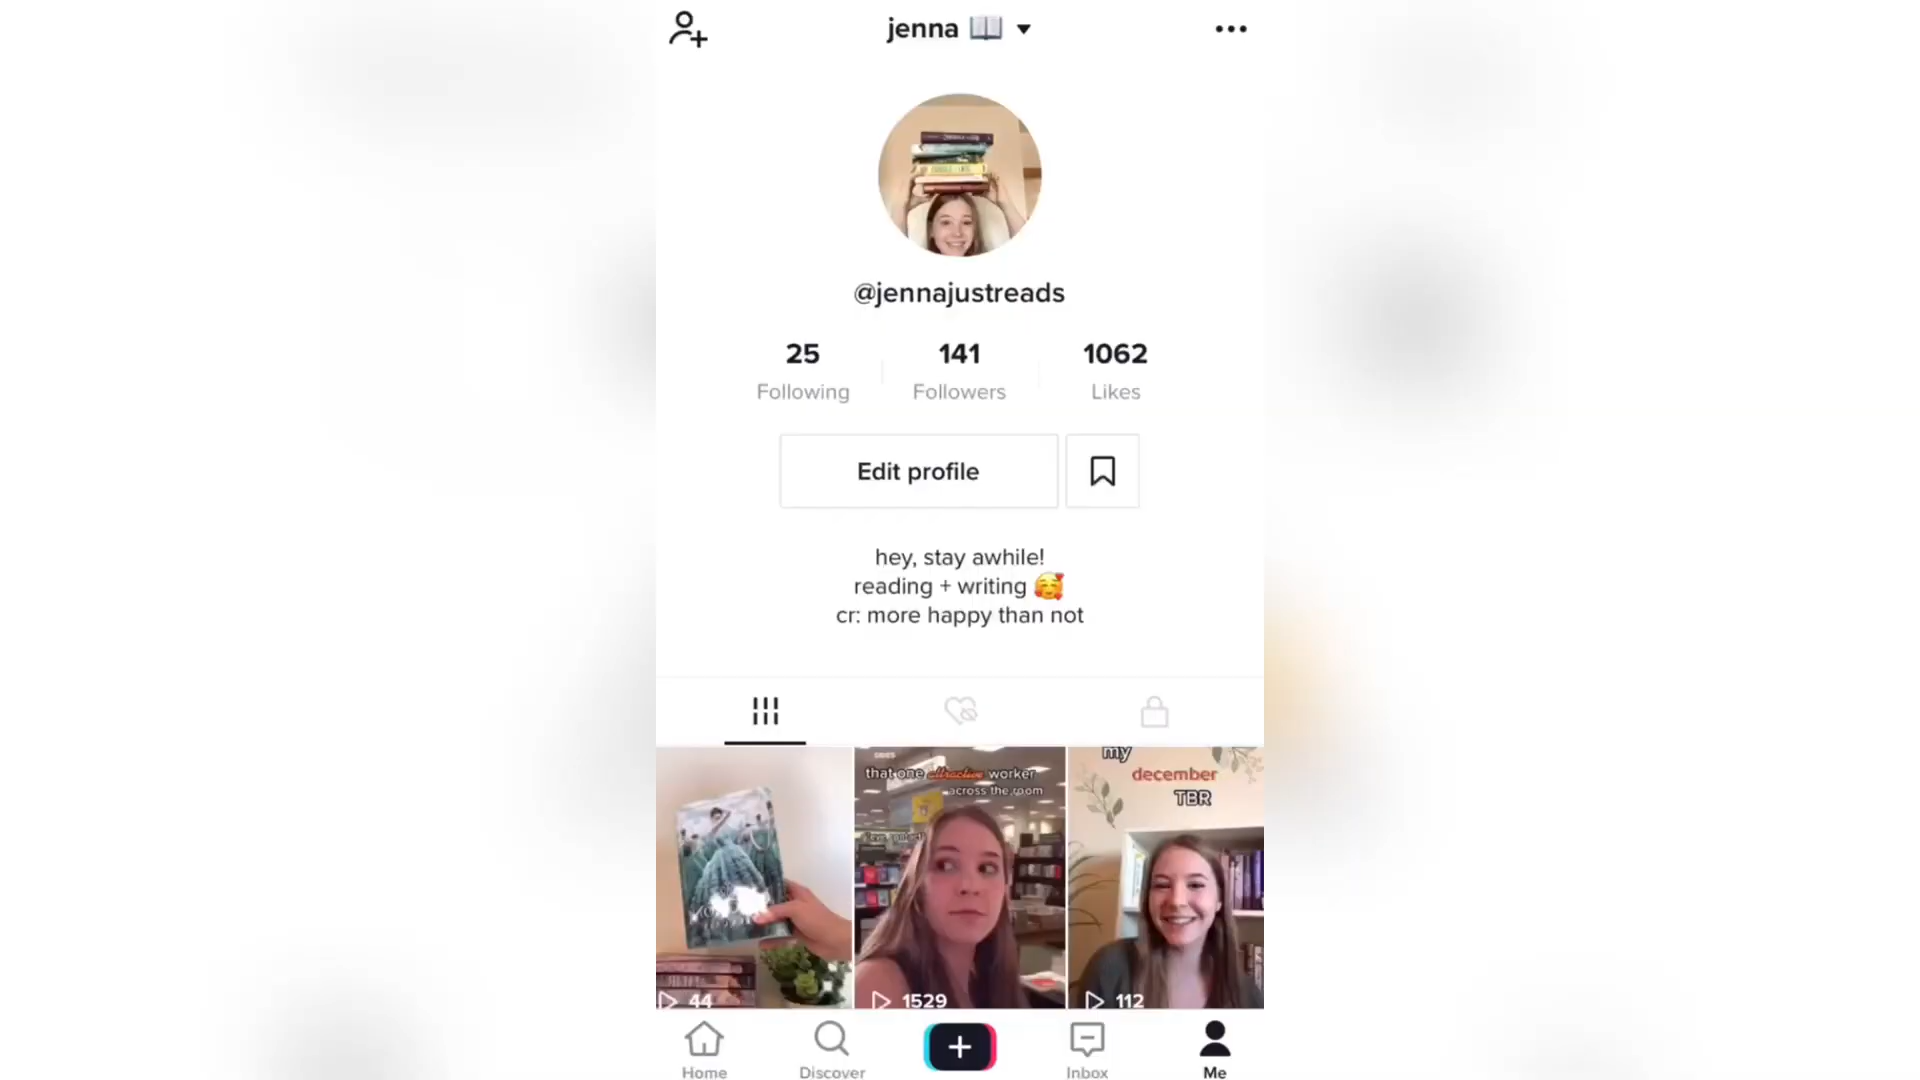 jenna 📖
@jennajustreads
25 141 1062
Following Followers Likes
Edit profile
hey, stay awhile!
reading + writing 🥰
cr: more happy than not
that one attractive worker
across the room
my
december
TBR
44
1529
112
Home Discover Inbox Me